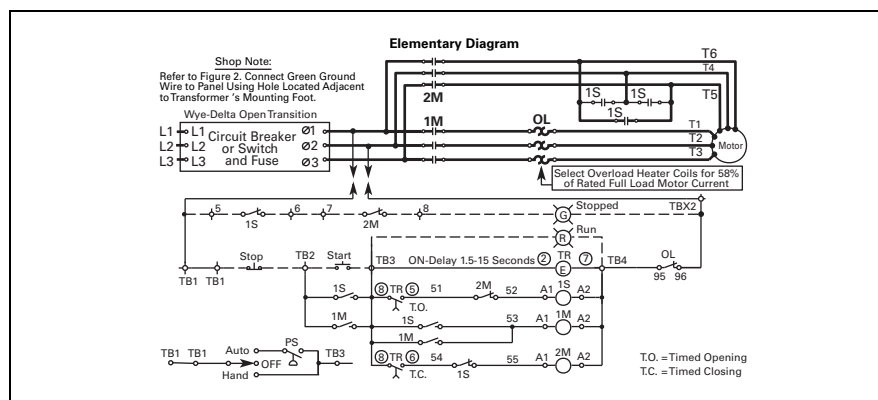 Elementary Diagram
Shop Note:
Refer to Figure 2. Connect Green Ground
Wire to Panel Using Hole Located Adjacent
to Transformer 's Mounting Foot.
Wye-Delta Open Transition
L1 L1 Circuit Breaker Ø1
L2 L2 or Switch Ø2
L3 L3 and Fuse Ø3
2M
1M
OL
1S 1S
1S
T6
T4
T5
T1
T2
T3
Motor
Select Overload Heater Coils for 58%
of Rated Full Load Motor Current
5 1S 6 7 2M 8 G Stopped TBX2
R Run
TB1 TB1 Stop TB2 Start TB3 ON-Delay 1.5-15 Seconds 2 TR E 7 TB4 OL 95 96
1S 8 TR 5 51 2M 52 A1 1S A2
T.O.
1M 1S 53 A1 1M A2
1M
8 TR 6 54 1S 55 A1 2M A2
T.C.
TB1 TB1 Auto PS TB3
OFF
Hand
T.O. = Timed Opening
T.C. = Timed Closing